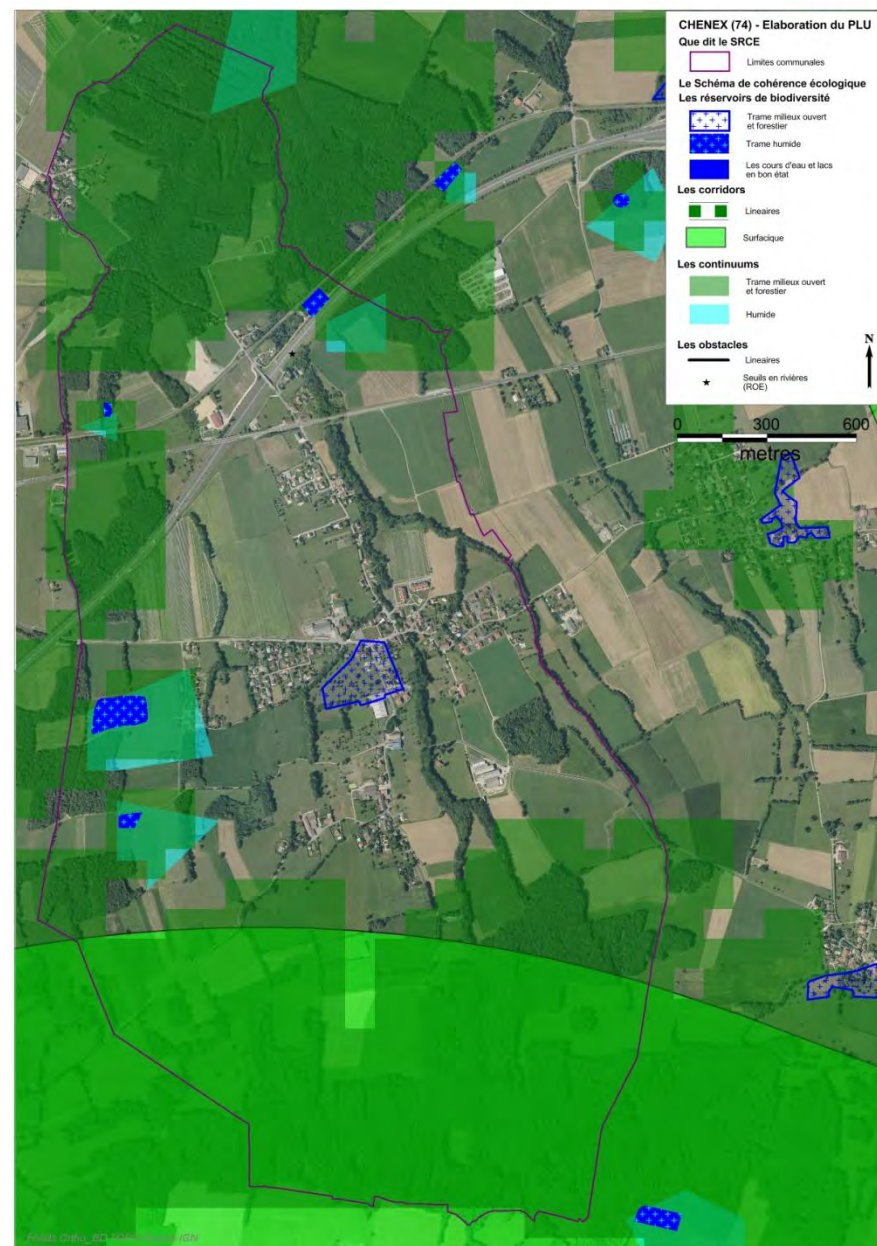 CHENEX (74) - Elaboration du PLU
Que dit le SRCE
Limites communales
Le Schéma de cohérence écologique
Les réservoirs de biodiversité
Trame milieux ouvert
et forestier
Trame humide
Les cours d'eau et lacs
en bon état
Les corridors
Lineaires
Surfacique
Les continuums
Trame milieux ouvert
et forestier
Humide
Les obstacles
Lineaires
Seuils en rivières
(ROE)
N
0 300 600
metres
Fonds Ortho_BD IGN